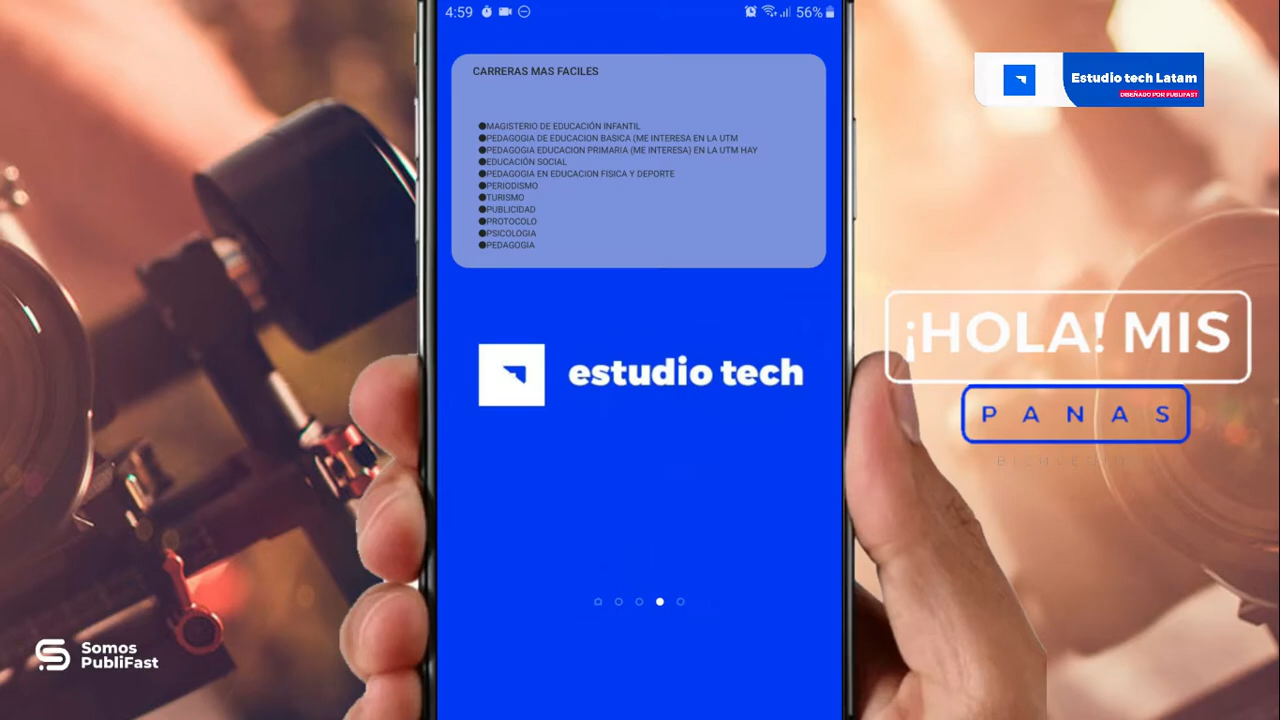 4:59
56%
CARRERAS MAS FACILES
●MAGISTERIO DE EDUCACIÓN INFANTIL
●PEDAGOGIA DE EDUCACION BASICA (ME INTERESA EN LA UTM
●PEDAGOGIA EDUCACION PRIMARIA (ME INTERESA) EN LA UTM HAY
●EDUCACIÓN SOCIAL
●PEDAGOGIA EN EDUCACION FISICA Y DEPORTE
●PERIODISMO
●TURISMO
●PUBLICIDAD
●PROTOCOLO
●PSICOLOGIA
●PEDAGOGIA
estudio tech
Estudio tech Latam
DISEÑADO POR PUBLIFAST
¡HOLA! MIS
PANAS
Somos
PubliFast